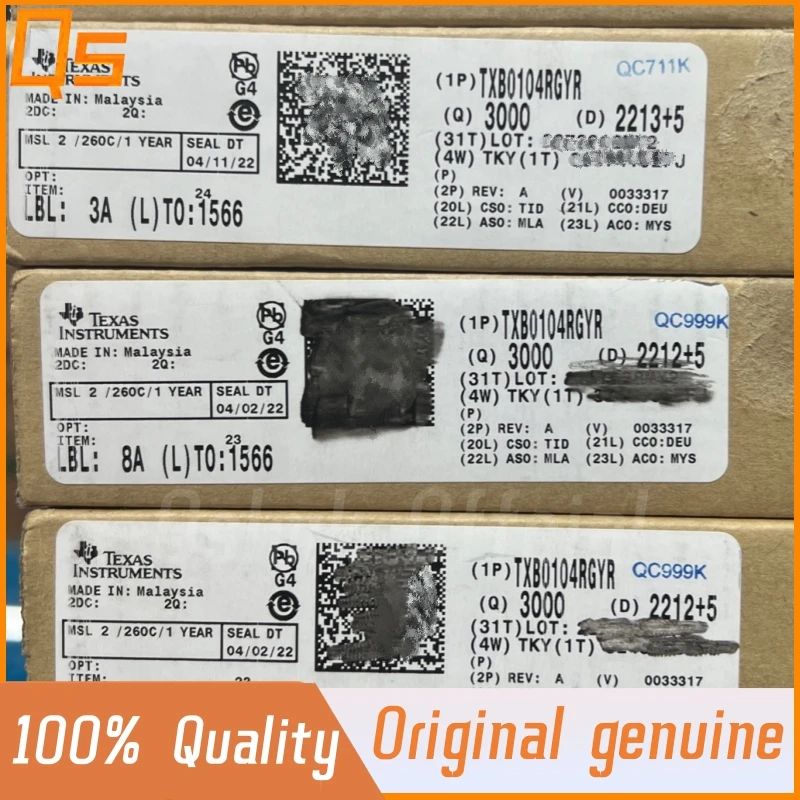 QS
TEXAS
INSTRUMENTS
MADE IN: Malaysia
2DC: 2Q:
MSL 2 /260C/1 YEAR
SEAL DT
04/11/22
OPT:
ITEM:
24
LBL: 3A (L)TO:1566
Pb
G4
e
(1P)TXB0104RGYR
QC711K
(Q) 3000 (D) 2213+5
(31T)LOT:
(4W) TKY(1T)
(P)
(2P) REV: A (V) 0033317
(20L) CSO: TID (21L) CCO:DEU
(22L) ASO: MLA (23L) ACO: MYS
TEXAS
INSTRUMENTS
MADE IN: Malaysia
2DC: 2Q:
MSL 2 /260C/1 YEAR
SEAL DT
04/02/22
OPT:
ITEM:
23
LBL: 8A (L)TO:1566
Pb
G4
e
(1P)TXB0104RGYR
QC999K
(Q) 3000 (D) 2212+5
(31T)LOT:
(4W) TKY(1T)
(P)
(2P) REV: A (V) 0033317
(20L) CSO: TID (21L) CCO:DEU
(22L) ASO: MLA (23L) ACO: MYS
TEXAS
INSTRUMENTS
MADE IN: Malaysia
2DC: 2Q:
MSL 2 /260C/1 YEAR
SEAL DT
04/02/22
OPT:
Pb
G4
e
(1P)TXB0104RGYR
QC999K
(Q) 3000 (D) 2212+5
(31T)LOT:
(4W) TKY(1T)
(P)
(2P) REV: A (V) 0033317
100% Quality
Original genuine